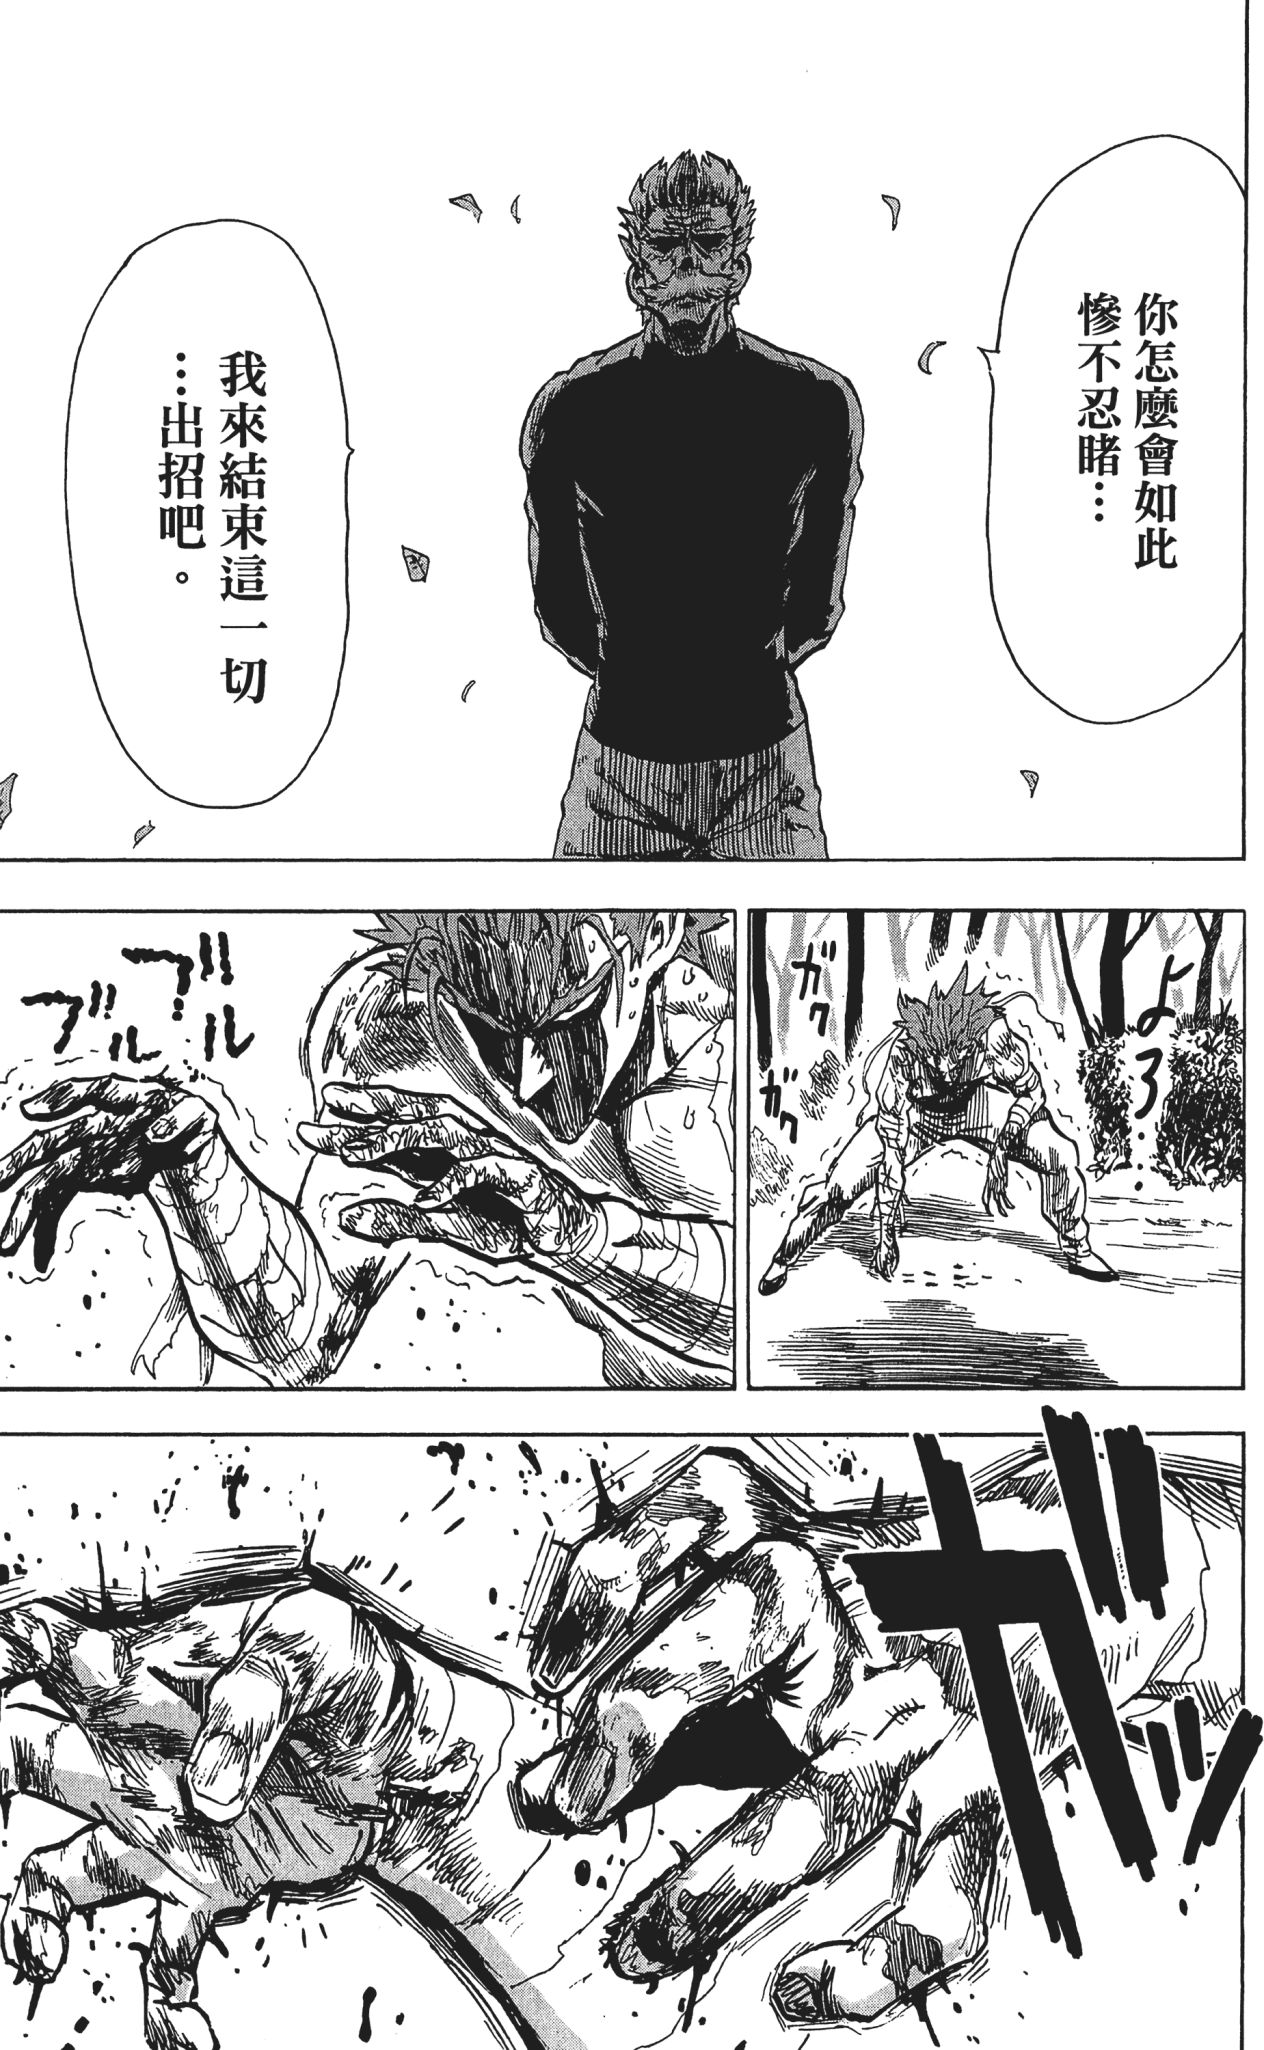 你怎麼會如此
慘不忍睹…
我來結束這一切
…出招吧。
よろ…
ガク
ガク
ブル
ブル
ガッ